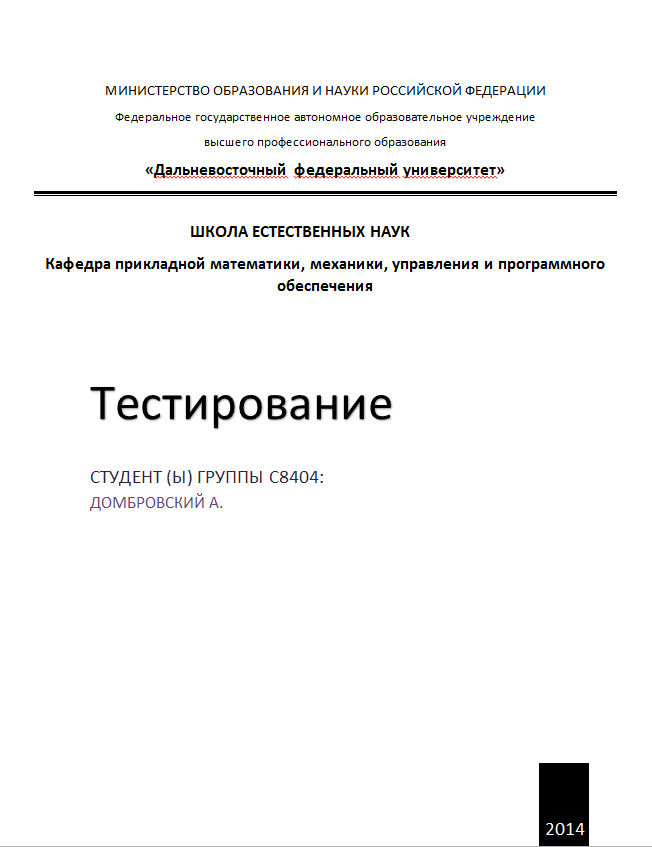 МИНИСТЕРСТВО ОБРАЗОВАНИЯ И НАУКИ РОССИЙСКОЙ ФЕДЕРАЦИИ
Федеральное государственное автономное образовательное учреждение
высшего профессионального образования
«Дальневосточный федеральный университет»
ШКОЛА ЕСТЕСТВЕННЫХ НАУК
Кафедра прикладной математики, механики, управления и программного
обеспечения
Тестирование
СТУДЕНТ (Ы) ГРУППЫ С8404:
ДОМБРОВСКИЙ А.
2014